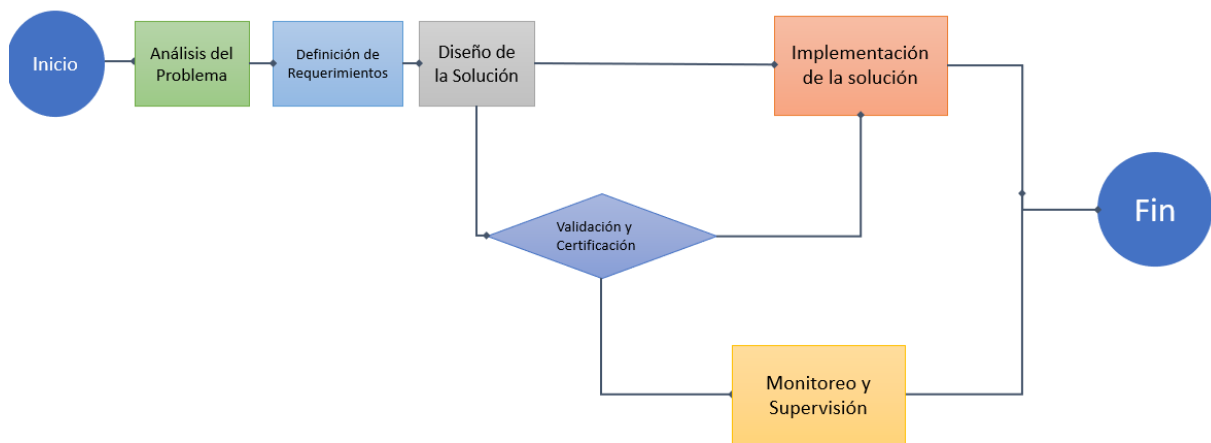 Inicio
Análisis del
Problema
Definición de
Requerimientos
Diseño de
la Solución
Implementación
de la solución
Validación y
Certificación
Fin
Monitoreo y
Supervisión